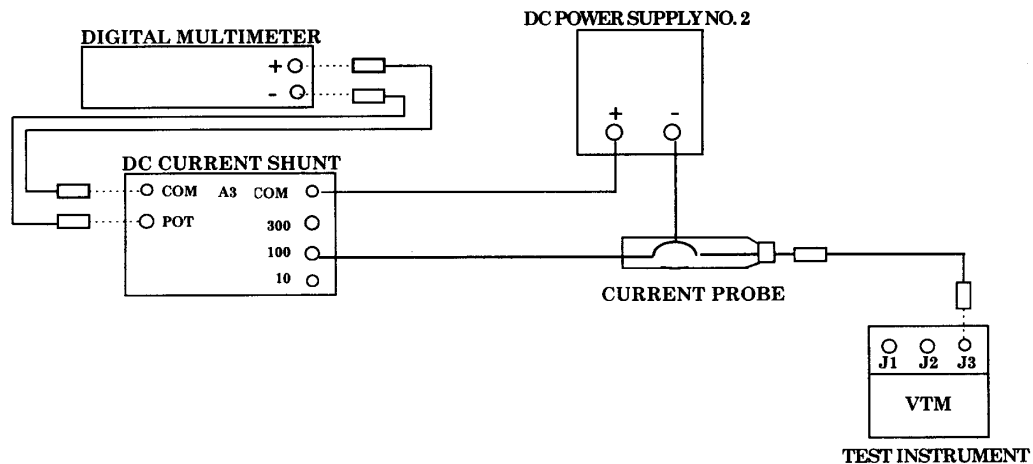 DC POWER SUPPLY NO. 2
DIGITAL MULTIMETER
+
-
+ -
DC CURRENT SHUNT
COM A3 COM
POT 300
100
10
CURRENT PROBE
J1 J2 J3
VTM
TEST INSTRUMENT